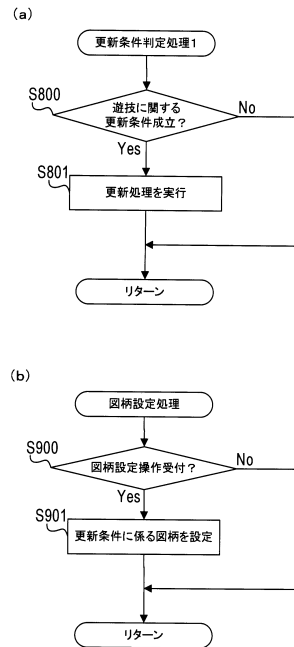 (a)
更新条件判定処理1
S800
遊技に関する
更新条件成立？
No
Yes
S801
更新処理を実行
リターン
(b)
図柄設定処理
S900
図柄設定操作受付？
No
Yes
S901
更新条件に係る図柄を設定
リターン